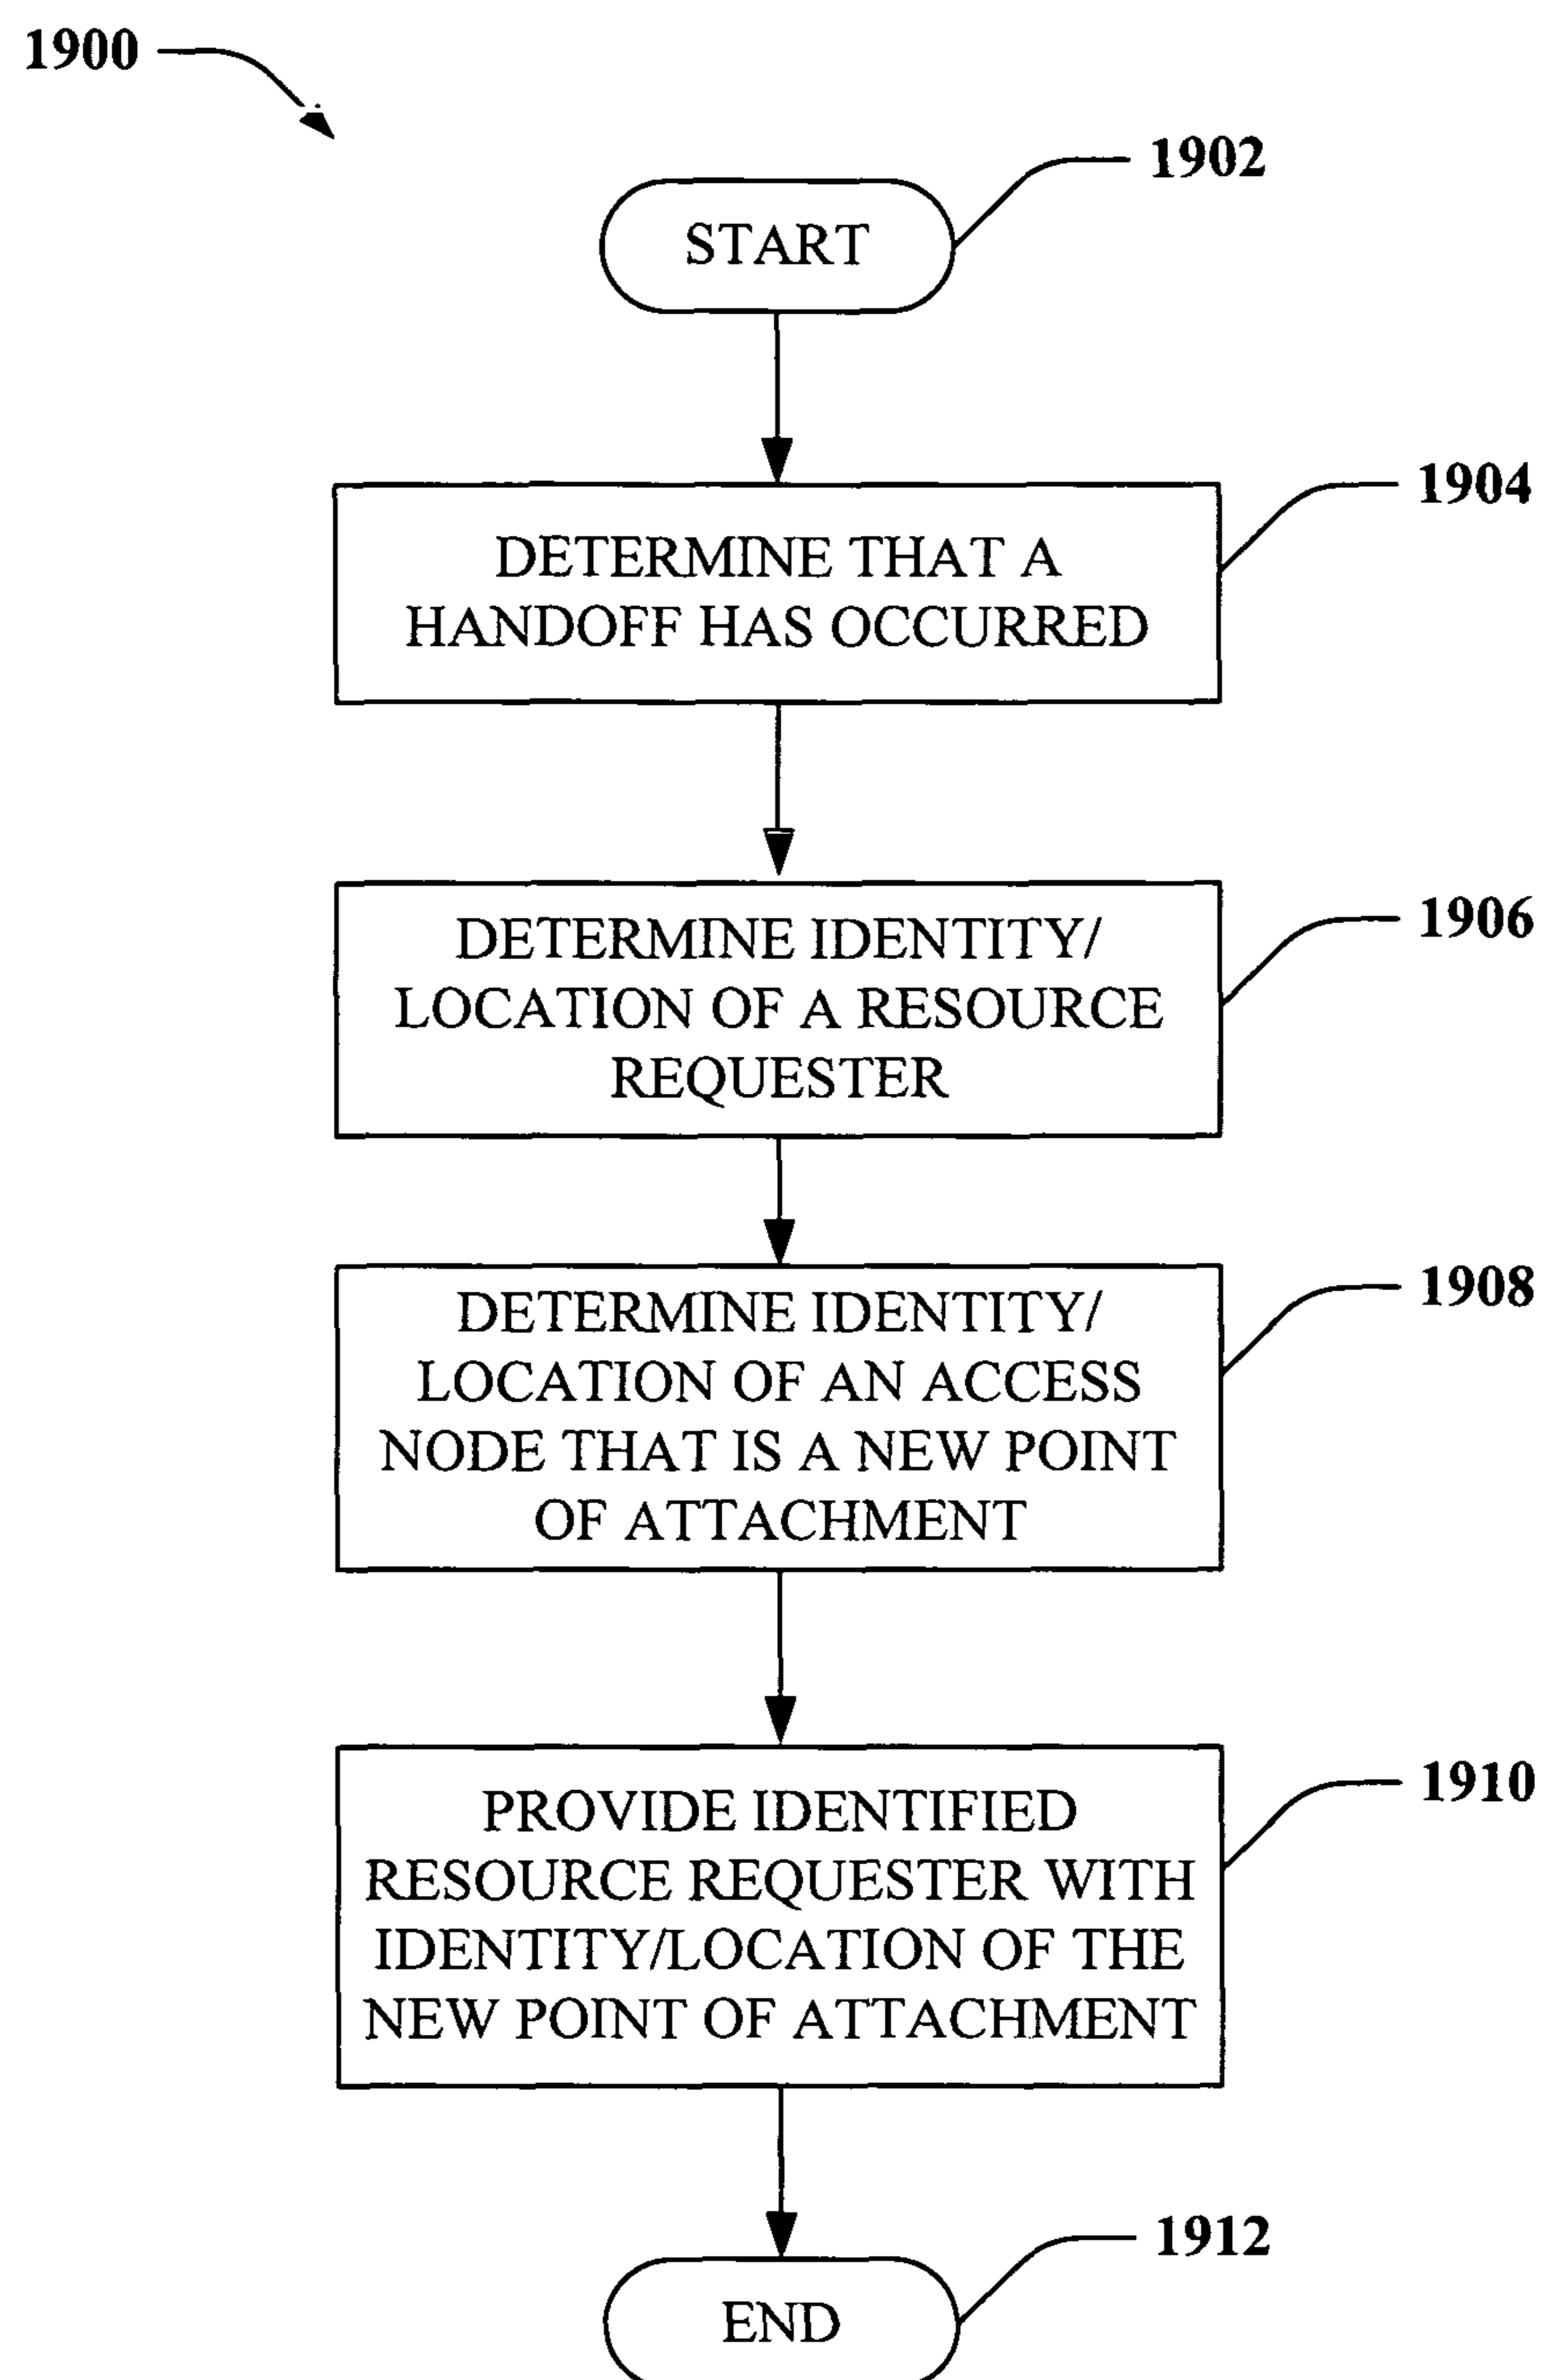 1900
1902
START
1904
DETERMINE THAT A
HANDOFF HAS OCCURRED
1906
DETERMINE IDENTITY/
LOCATION OF A RESOURCE
REQUESTER
1908
DETERMINE IDENTITY/
LOCATION OF AN ACCESS
NODE THAT IS A NEW POINT
OF ATTACHMENT
1910
PROVIDE IDENTIFIED
RESOURCE REQUESTER WITH
IDENTITY/LOCATION OF THE
NEW POINT OF ATTACHMENT
1912
END